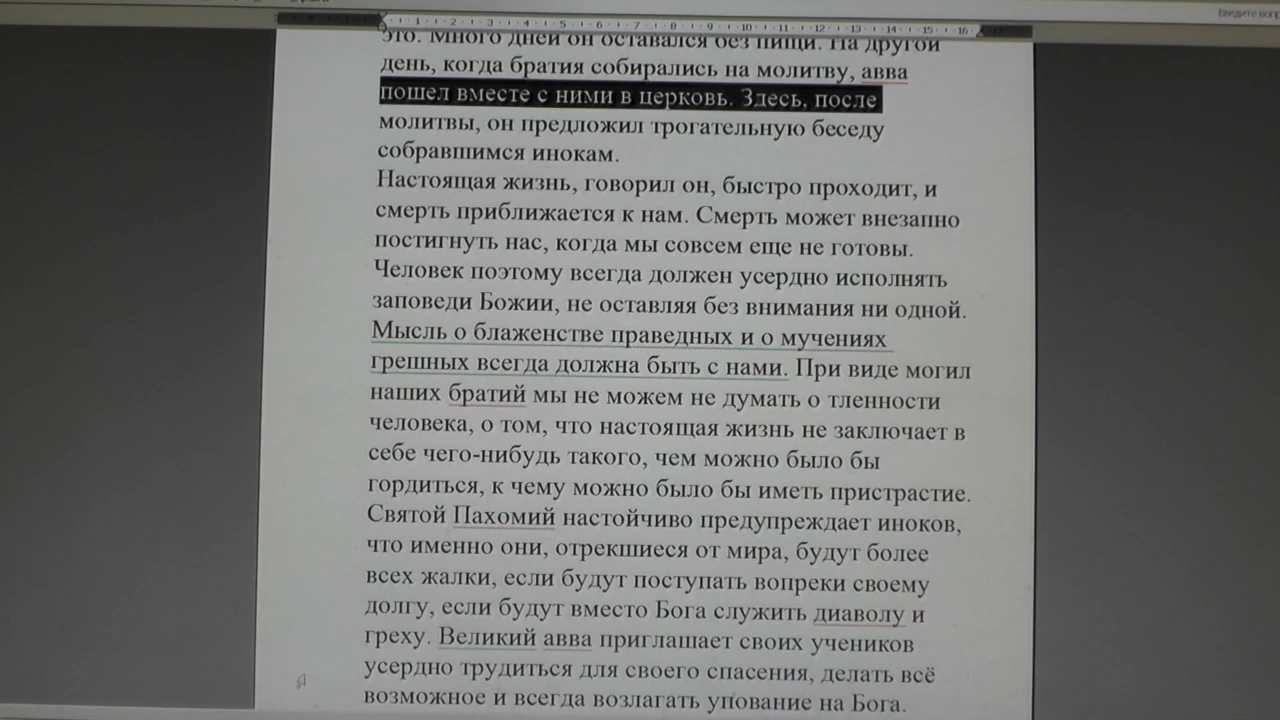 Введите вопр
это. Много дней он оставался без пищи. На другой
день, когда братия собирались на молитву, авва
пошел вместе с ними в церковь. Здесь, после
молитвы, он предложил трогательную беседу
собравшимся инокам.
Настоящая жизнь, говорил он, быстро проходит, и
смерть приближается к нам. Смерть может внезапно
постигнуть нас, когда мы совсем еще не готовы.
Человек поэтому всегда должен усердно исполнять
заповеди Божии, не оставляя без внимания ни одной.
Мысль о блаженстве праведных и о мучениях
грешных всегда должна быть с нами. При виде могил
наших братий мы не можем не думать о тленности
человека, о том, что настоящая жизнь не заключает в
себе чего-нибудь такого, чем можно было бы
гордиться, к чему можно было бы иметь пристрастие.
Святой Пахомий настойчиво предупреждает иноков,
что именно они, отрекшиеся от мира, будут более
всех жалки, если будут поступать вопреки своему
долгу, если будут вместо Бога служить диаволу и
греху. Великий авва приглашает своих учеников
усердно трудиться для своего спасения, делать всё
возможное и всегда возлагать упование на Бога.